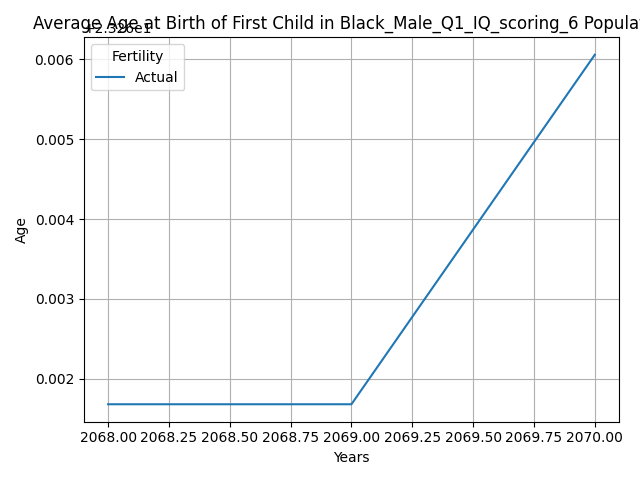 Average Age at Birth of First Child in Black_Male_Q1_IQ_scoring_6 Popula
+2.326e1
Fertility
Actual
0.006
0.005
0.004
0.003
0.002
Age
2068.00 2068.25 2068.50 2068.75 2069.00 2069.25 2069.50 2069.75 2070.00
Years